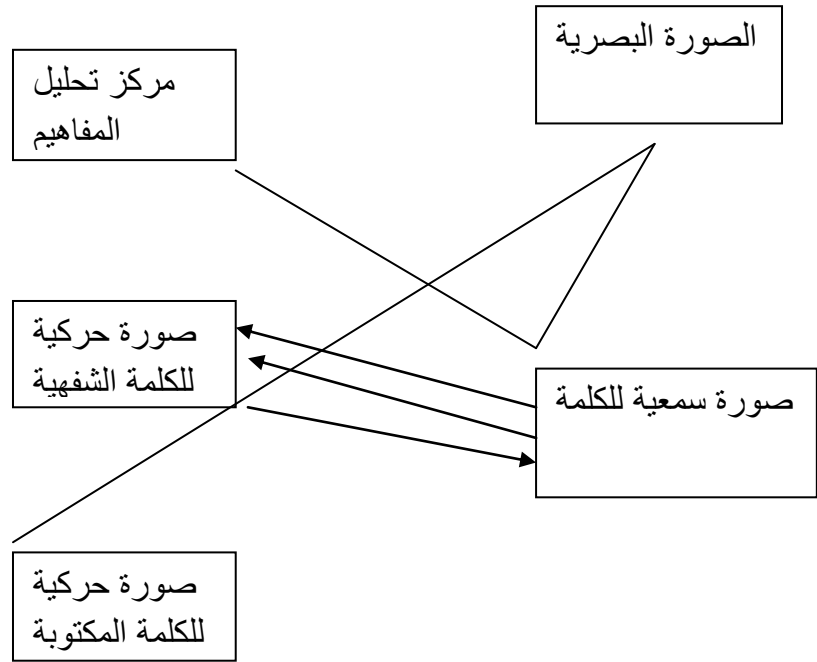 الصورة البصرية
مركز تحليل
المفاهيم
صورة حركية
للكلمة الشفهية
صورة سمعية للكلمة
صورة حركية
للكلمة المكتوبة